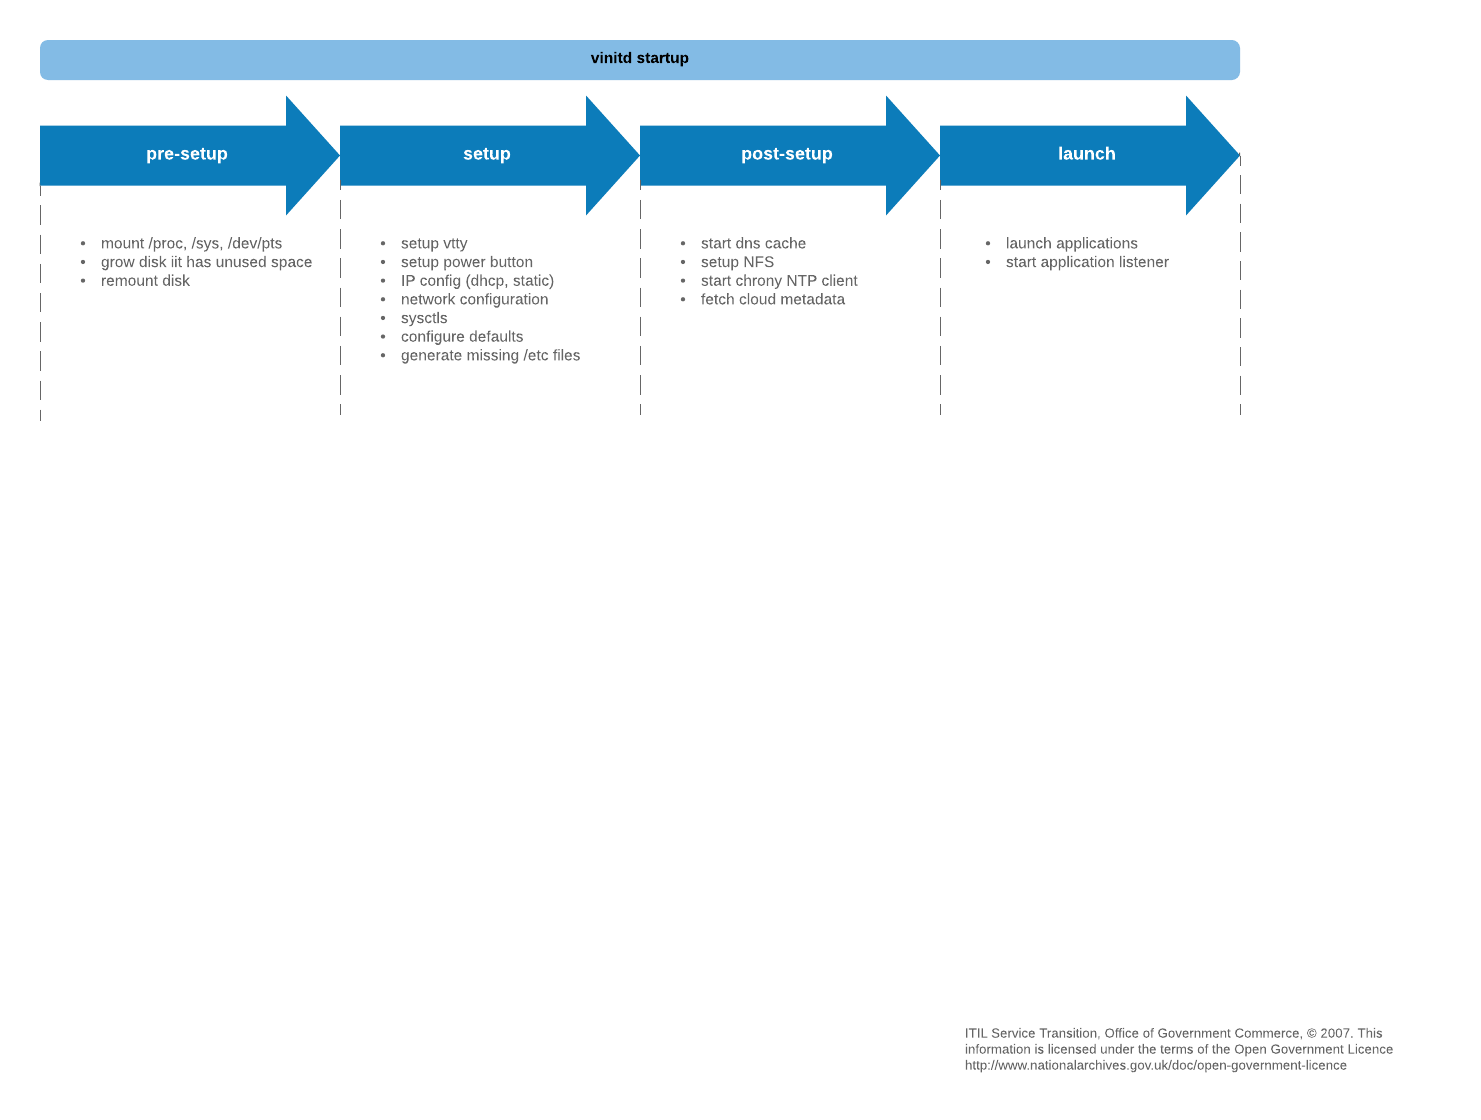 vinitd startup
pre-setup
setup
post-setup
launch
• mount /proc, /sys, /dev/pts
• grow disk iit has unused space
• remount disk
• setup vtty
• setup power button
• IP config (dhcp, static)
• network configuration
• sysctls
• configure defaults
• generate missing /etc files
• start dns cache
• setup NFS
• start chrony NTP client
• fetch cloud metadata
• launch applications
• start application listener
ITIL Service Transition, Office of Government Commerce, © 2007. This
information is licensed under the terms of the Open Government Licence
http://www.nationalarchives.gov.uk/doc/open-government-licence